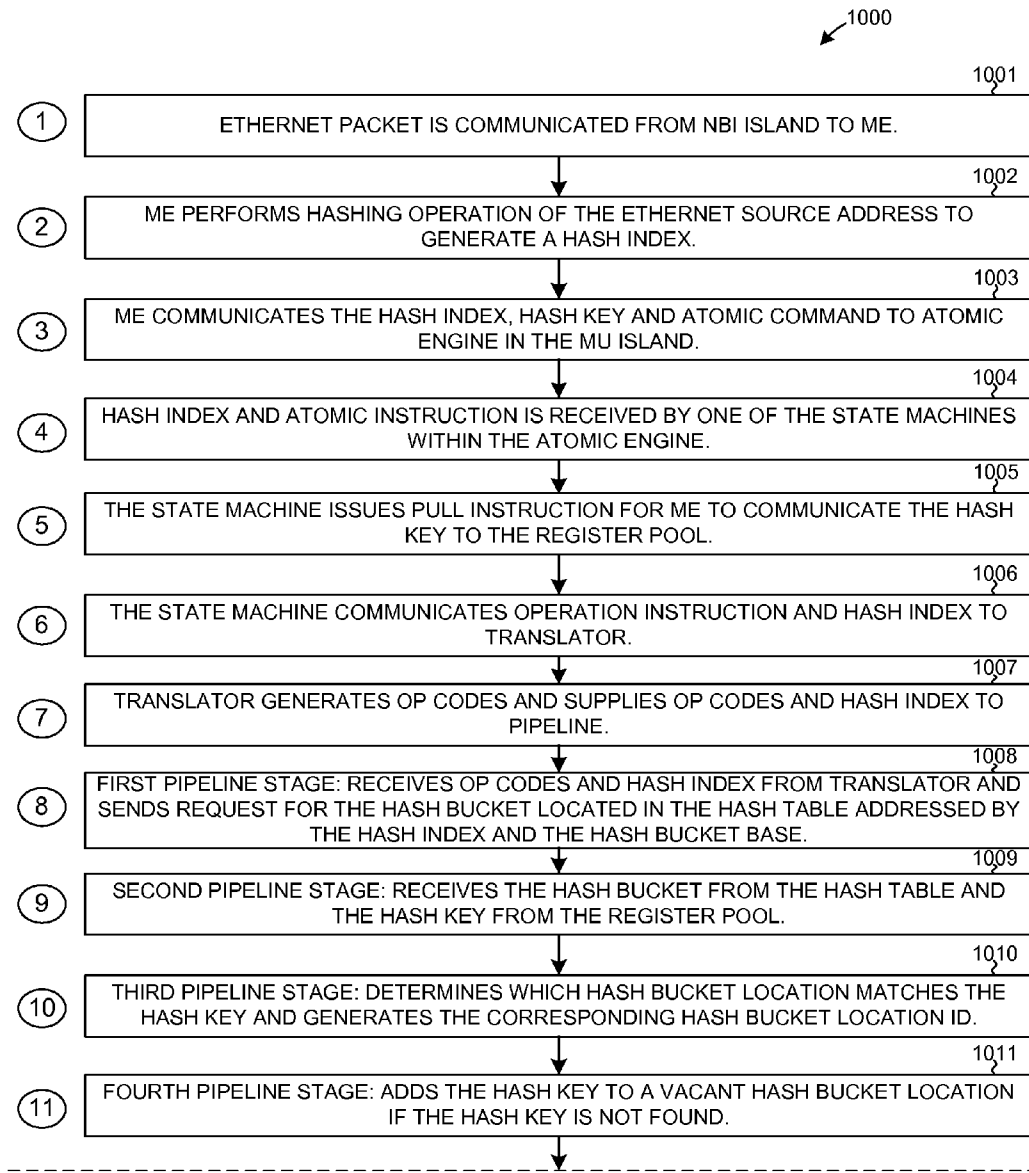 1000
1001
1
ETHERNET PACKET IS COMMUNICATED FROM NBI ISLAND TO ME.
1002
2
ME PERFORMS HASHING OPERATION OF THE ETHERNET SOURCE ADDRESS TO
GENERATE A HASH INDEX.
1003
3
ME COMMUNICATES THE HASH INDEX, HASH KEY AND ATOMIC COMMAND TO ATOMIC
ENGINE IN THE MU ISLAND.
1004
4
HASH INDEX AND ATOMIC INSTRUCTION IS RECEIVED BY ONE OF THE STATE MACHINES
WITHIN THE ATOMIC ENGINE.
1005
5
THE STATE MACHINE ISSUES PULL INSTRUCTION FOR ME TO COMMUNICATE THE HASH
KEY TO THE REGISTER POOL.
1006
6
THE STATE MACHINE COMMUNICATES OPERATION INSTRUCTION AND HASH INDEX TO
TRANSLATOR.
1007
7
TRANSLATOR GENERATES OP CODES AND SUPPLIES OP CODES AND HASH INDEX TO
PIPELINE.
1008
8
FIRST PIPELINE STAGE: RECEIVES OP CODES AND HASH INDEX FROM TRANSLATOR AND
SENDS REQUEST FOR THE HASH BUCKET LOCATED IN THE HASH TABLE ADDRESSED BY
THE HASH INDEX AND THE HASH BUCKET BASE.
1009
9
SECOND PIPELINE STAGE: RECEIVES THE HASH BUCKET FROM THE HASH TABLE AND
THE HASH KEY FROM THE REGISTER POOL.
1010
10
THIRD PIPELINE STAGE: DETERMINES WHICH HASH BUCKET LOCATION MATCHES THE
HASH KEY AND GENERATES THE CORRESPONDING HASH BUCKET LOCATION ID.
1011
11
FOURTH PIPELINE STAGE: ADDS THE HASH KEY TO A VACANT HASH BUCKET LOCATION
IF THE HASH KEY IS NOT FOUND.